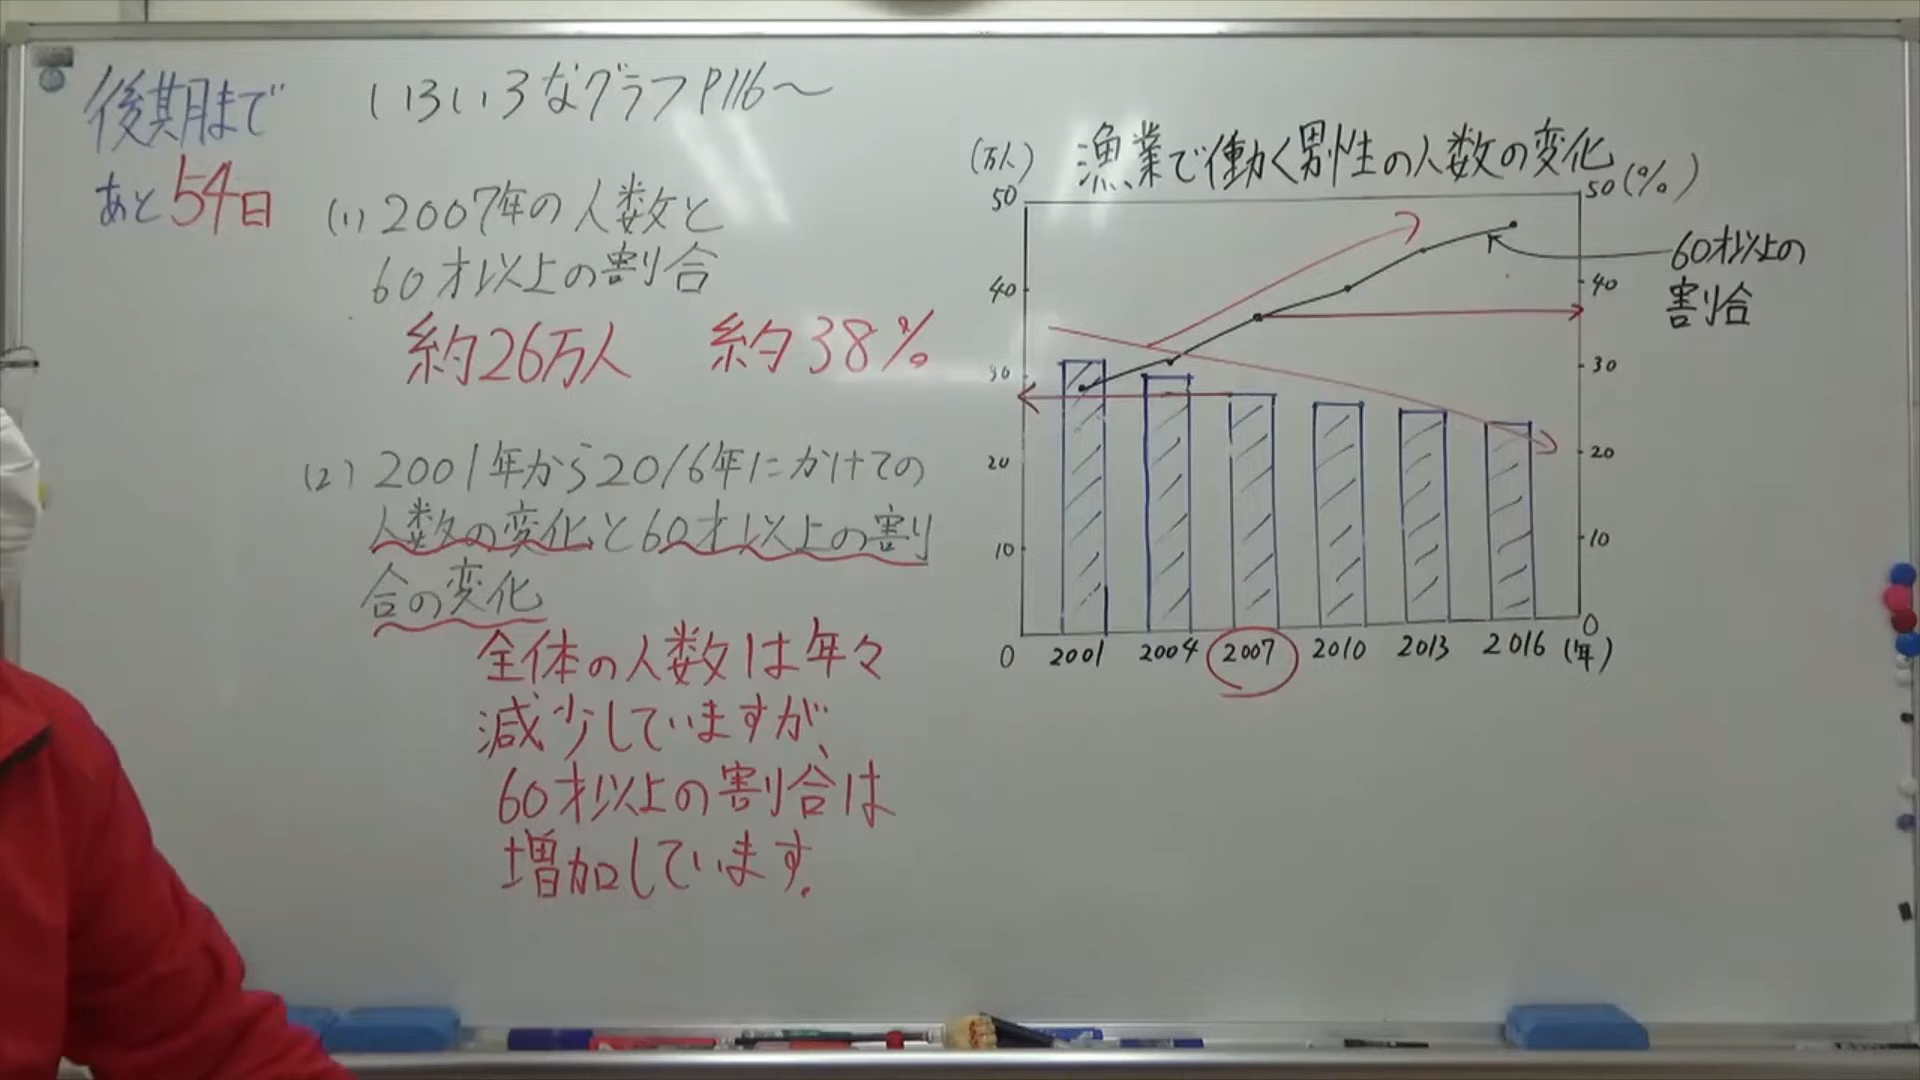 後期まで
あと54日
いろいろなグラフP116〜
(1) 2007年の人数と
60才以上の割合
約26万人 約38%
(2) 2001年から2016年にかけての
人数の変化と60才以上の割
合の変化
全体の人数は年々
減少していますが、
60才以上の割合は
増加しています。
(万人) 漁業で働く男性の人数の変化
50 50(%)
60才以上の
割合
40 40
30 30
20 20
10 10
0 0
2001 2004 2007 2010 2013 2016 (年)